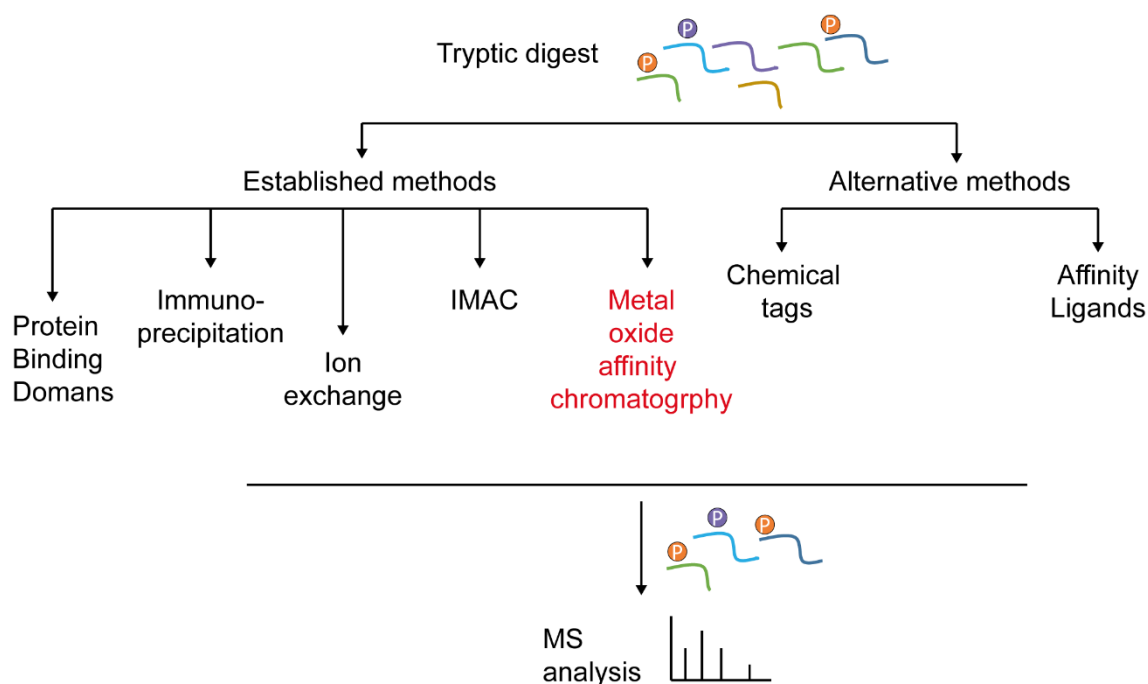 P
P
P
Tryptic digest
Established methods
Alternative methods
Protein
Binding
Domans
Immuno-
precipitation
Ion
exchange
IMAC
Metal
oxide
affinity
chromatogrphy
Chemical
tags
Affinity
Ligands
P
P
P
MS
analysis